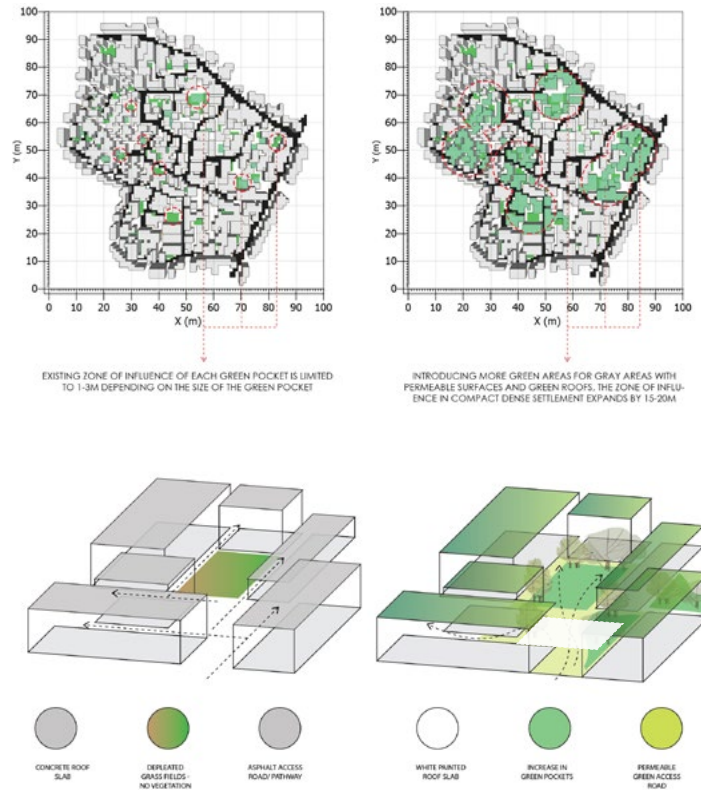 100
90
80
70
60
50
40
30
20
10
0
Y (m)
0 10 20 30 40 50 60 70 80 90 100
X (m)
100
90
80
70
60
50
40
30
20
10
0
Y (m)
0 10 20 30 40 50 60 70 80 90 100
X (m)
EXISTING ZONE OF INFLUENCE OF EACH GREEN POCKET IS LIMITED
TO 1-3M DEPENDING ON THE SIZE OF THE GREEN POCKET
INTRODUCING MORE GREEN AREAS FOR GRAY AREAS WITH
PERMEABLE SURFACES AND GREEN ROOFS, THE ZONE OF INFLU-
ENCE IN COMPACT DENSE SETTLEMENT EXPANDS BY 15-20M
CONCRETE ROOF
SLAB
DEPLEATED
GRASS FIELDS -
NO VEGETATION
ASPHALT ACCESS
ROAD/ PATHWAY
WHITE PAINTED
ROOF SLAB
INCREASE IN
GREEN POCKETS
PERMEABLE
GREEN ACCESS
ROAD